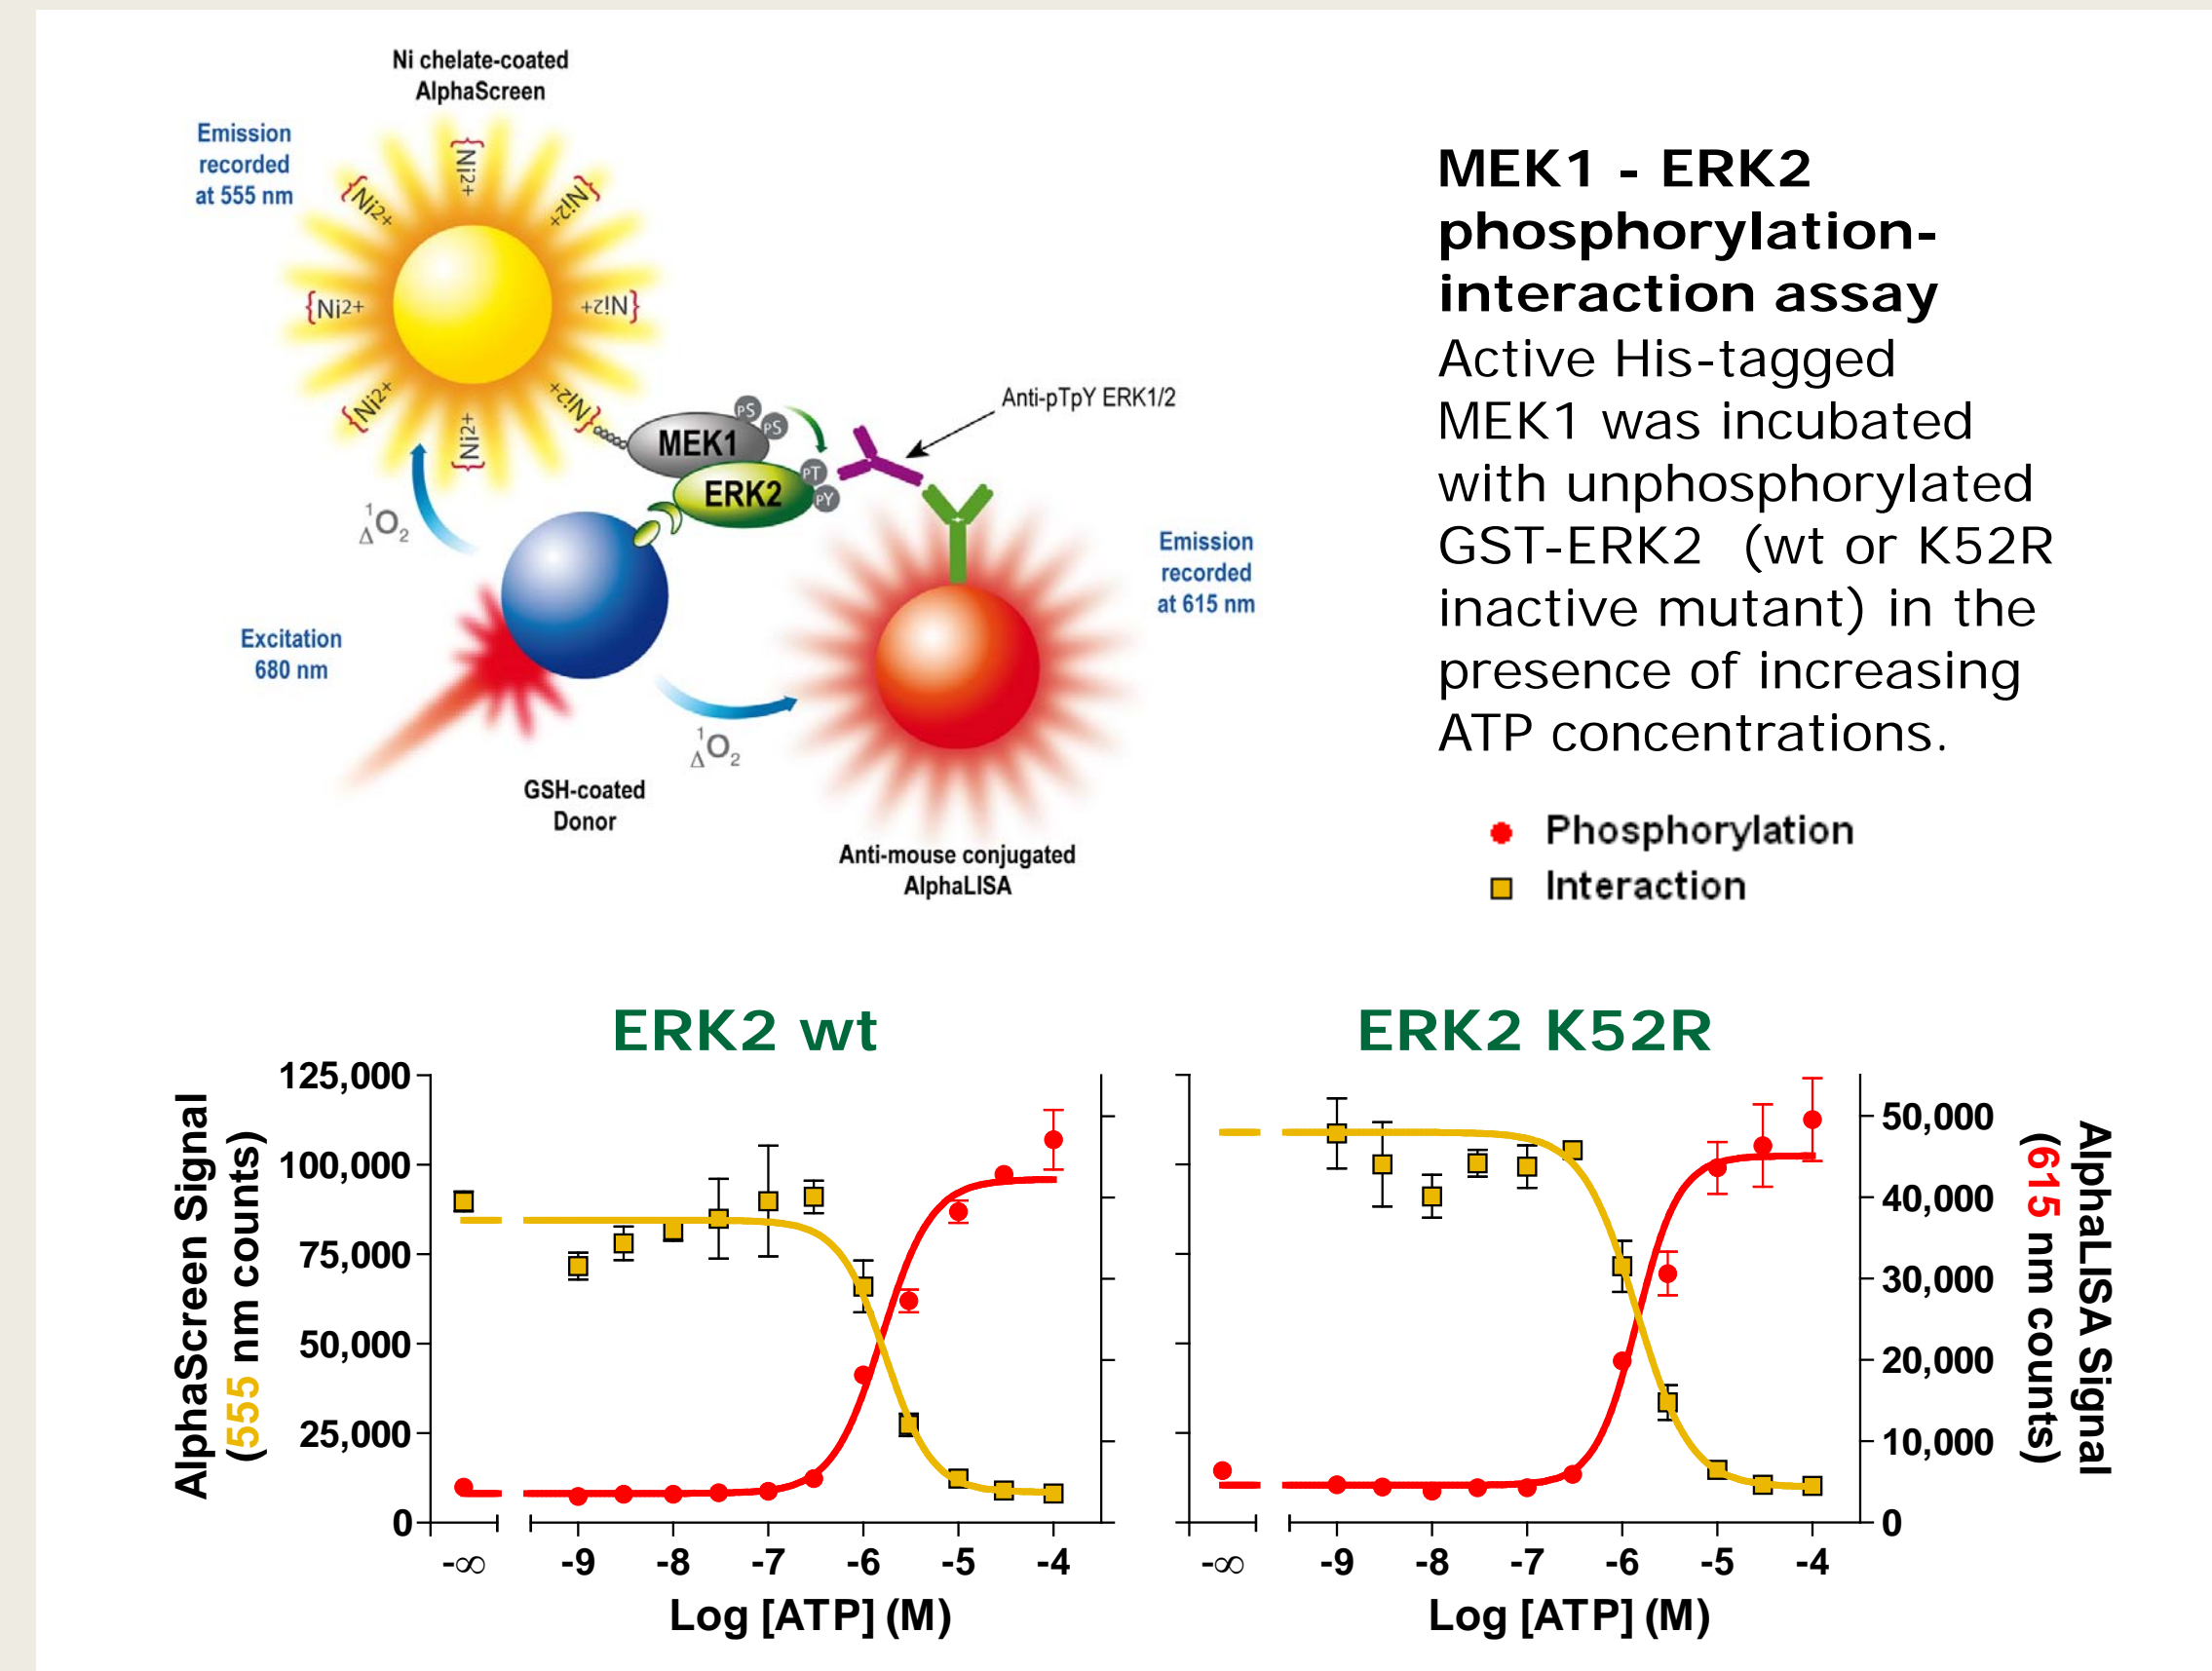 Ni chelate-coated
AlphaScreen
Emission
recorded
at 555 nm
{Ni2+
{Ni2+
{Ni2+
{Ni2+
{Ni2+
{Ni2+
{Ni2+
{Ni2+
MEK1
pS
pS
ERK2
pT
pY
Anti-pTpY ERK1/2
1ΔO2
Excitation
680 nm
1ΔO2
GSH-coated
Donor
Emission
recorded
at 615 nm
Anti-mouse conjugated
AlphaLISA
MEK1 - ERK2
phosphorylation-
interaction assay
Active His-tagged
MEK1 was incubated
with unphosphorylated
GST-ERK2 (wt or K52R
inactive mutant) in the
presence of increasing
ATP concentrations.
Phosphorylation
Interaction
ERK2 wt
AlphaScreen Signal
(555 nm counts)
125,000
100,000
75,000
50,000
25,000
0
-∞ -9 -8 -7 -6 -5 -4
Log [ATP] (M)
ERK2 K52R
50,000
40,000
30,000
20,000
10,000
0
AlphaLISA Signal
(615 nm counts)
-∞ -9 -8 -7 -6 -5 -4
Log [ATP] (M)